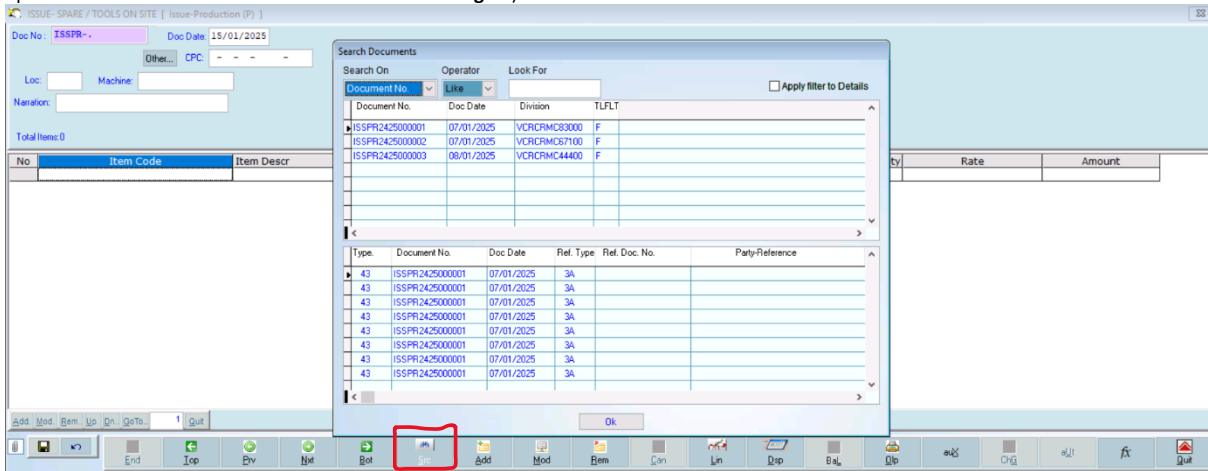 ISSUE- SPARE / TOOLS ON SITE [ Issue-Production (P) ]
Doc No : ISSPR-. Doc Date: 15/01/2025
Other... CPC: - - - -
Loc: Machine:
Narration:
Total Items:0
No Item Code Item Descr ty Rate Amount
Search Documents
Search On Operator Look For
Document No. Like Apply filter to Details
Document No. Doc Date Division TLFLT
ISSPR2425000001 07/01/2025 VCRCRMC83000 F
ISSPR2425000002 07/01/2025 VCRCRMC67100 F
ISSPR2425000003 08/01/2025 VCRCRMC44400 F
Type. Document No. Doc Date Ref. Type Ref. Doc. No. Party-Reference
43 ISSPR2425000001 07/01/2025 3A
43 ISSPR2425000001 07/01/2025 3A
43 ISSPR2425000001 07/01/2025 3A
43 ISSPR2425000001 07/01/2025 3A
43 ISSPR2425000001 07/01/2025 3A
43 ISSPR2425000001 07/01/2025 3A
43 ISSPR2425000001 07/01/2025 3A
43 ISSPR2425000001 07/01/2025 3A
Ok
Add. Mod. Rem. Up Dn.. GoTo.. 1 Quit
End Top Prv Nxt Bot Src Add Mod Rem Can Lin Dsp BaL Olp auX ChG aUt fx Quit